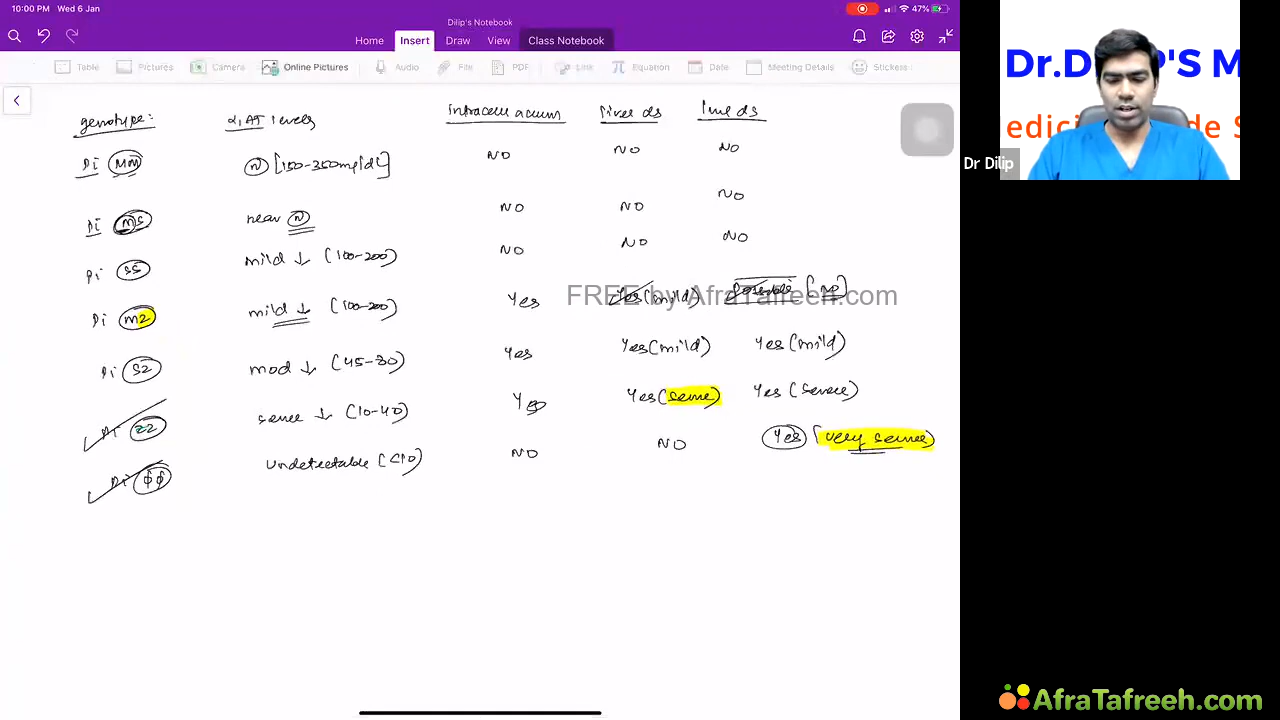 10:00 PM Wed 6 Jan
47%
Dilip's Notebook
Home Insert Draw View Class Notebook
Table Pictures Camera Online Pictures Audio File PDF Link Equation Date Meeting Details Stickers
genotype: α1AT levels Intracell accum Liver ds Lung ds
Pi MM N [150-350mg/dl] NO NO NO
Pi MS near N NO NO NO
Pi SS mild ↓ (100-200) NO NO NO
Pi MZ mild ↓ (100-200) Yes Yes (mild) Possible [NO]
Pi SZ mod ↓ (45-80) Yes Yes (mild) Yes (mild)
Pi ZZ severe ↓ (10-40) Yes Yes (severe) Yes (severe)
Pi ϕϕ undetectable (<10) NO NO Yes [very severe)
FREE by AfraTafreeh.com
Dr.D 'S M
edici de S
Dr Dilip
AfraTafreeh.com